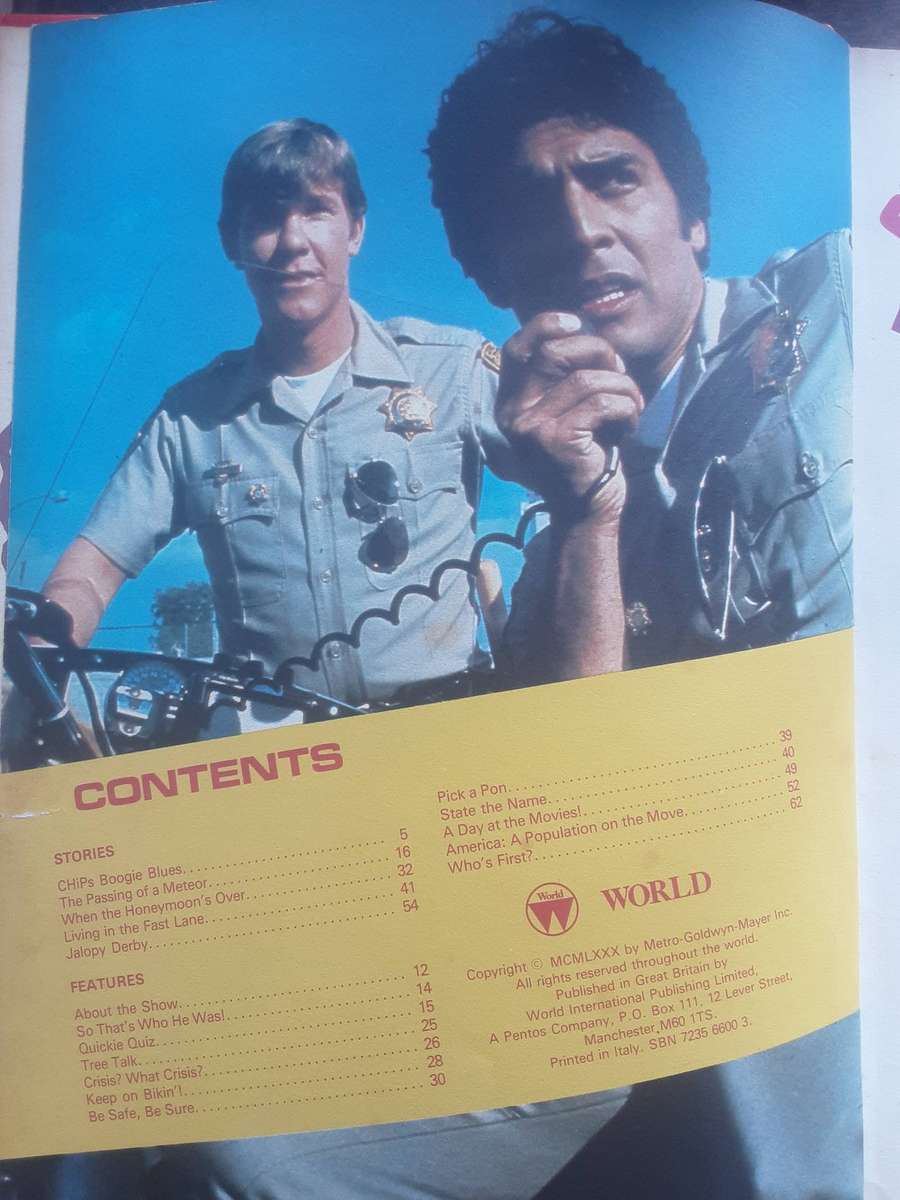 CONTENTS
STORIES
CHiPs Boogie Blues 5
The Passing of a Meteor 16
When the Honeymoon's Over 32
Living in the Fast Lane 41
Jalopy Derby 54
FEATURES
About the Show 12
So That's Who He Was! 14
Quickie Quiz 15
Tree Talk 25
Crisis? What Crisis? 26
Keep on Bikin'! 28
Be Safe, Be Sure 30
Pick a Pon 39
State the Name 40
A Day at the Movies! 49
America: A Population on the Move 52
Who's First? 62
World
WORLD
Copyright © MCMLXXX by Metro-Goldwyn-Mayer Inc.
All rights reserved throughout the world.
Published in Great Britain by
World International Publishing Limited,
A Pentos Company, P.O. Box 111, 12 Lever Street,
Manchester M60 1TS.
Printed in Italy. SBN 7235 6600 3.